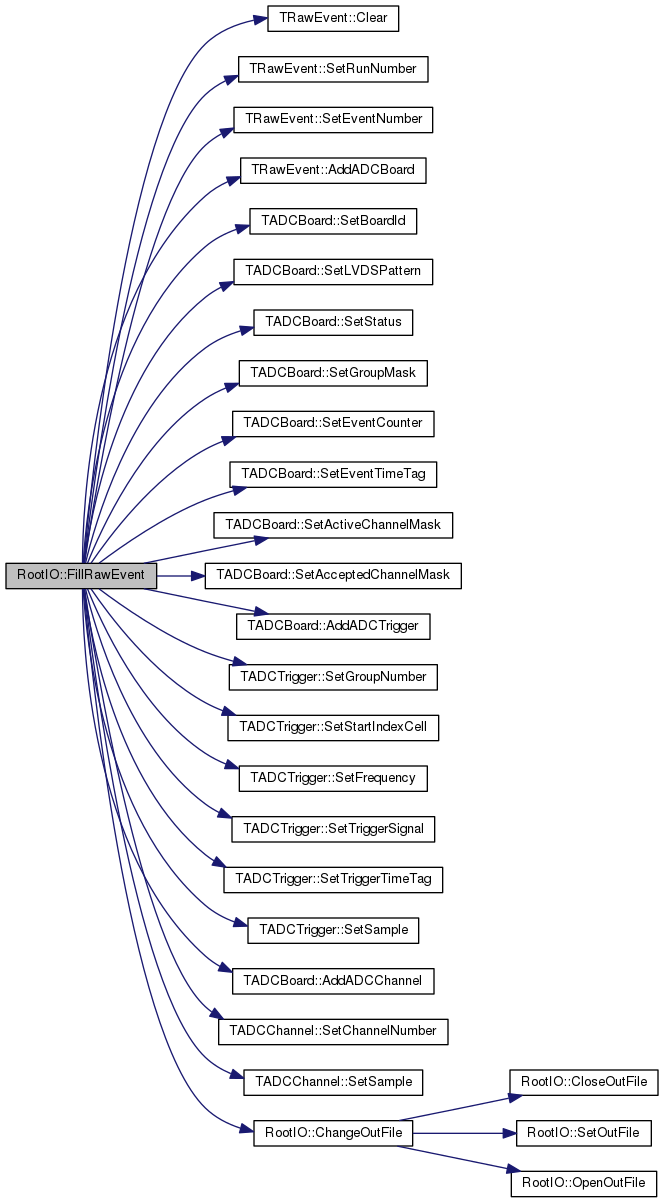 TRawEvent::Clear
TRawEvent::SetRunNumber
TRawEvent::SetEventNumber
TRawEvent::AddADCBoard
TADCBoard::SetBoardId
TADCBoard::SetLVDSPattern
TADCBoard::SetStatus
TADCBoard::SetGroupMask
TADCBoard::SetEventCounter
TADCBoard::SetEventTimeTag
TADCBoard::SetActiveChannelMask
RootIO::FillRawEvent
TADCBoard::SetAcceptedChannelMask
TADCBoard::AddADCTrigger
TADCTrigger::SetGroupNumber
TADCTrigger::SetStartIndexCell
TADCTrigger::SetFrequency
TADCTrigger::SetTriggerSignal
TADCTrigger::SetTriggerTimeTag
TADCTrigger::SetSample
TADCBoard::AddADCChannel
TADCChannel::SetChannelNumber
TADCChannel::SetSample
RootIO::CloseOutFile
RootIO::ChangeOutFile
RootIO::SetOutFile
RootIO::OpenOutFile